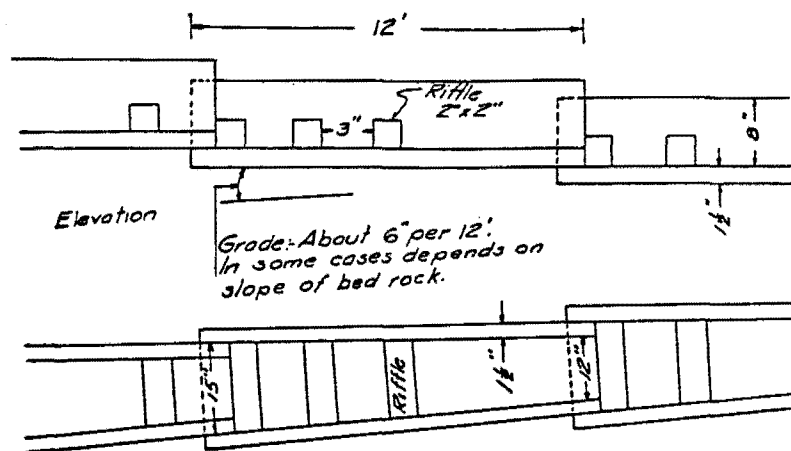 12'
Riffle
2"x2"
3"
8"
1½"
Elevation
Grade:-About 6" per 12'.
In some cases depends on
slope of bed rock.
15"
Riffle
1½"
12"